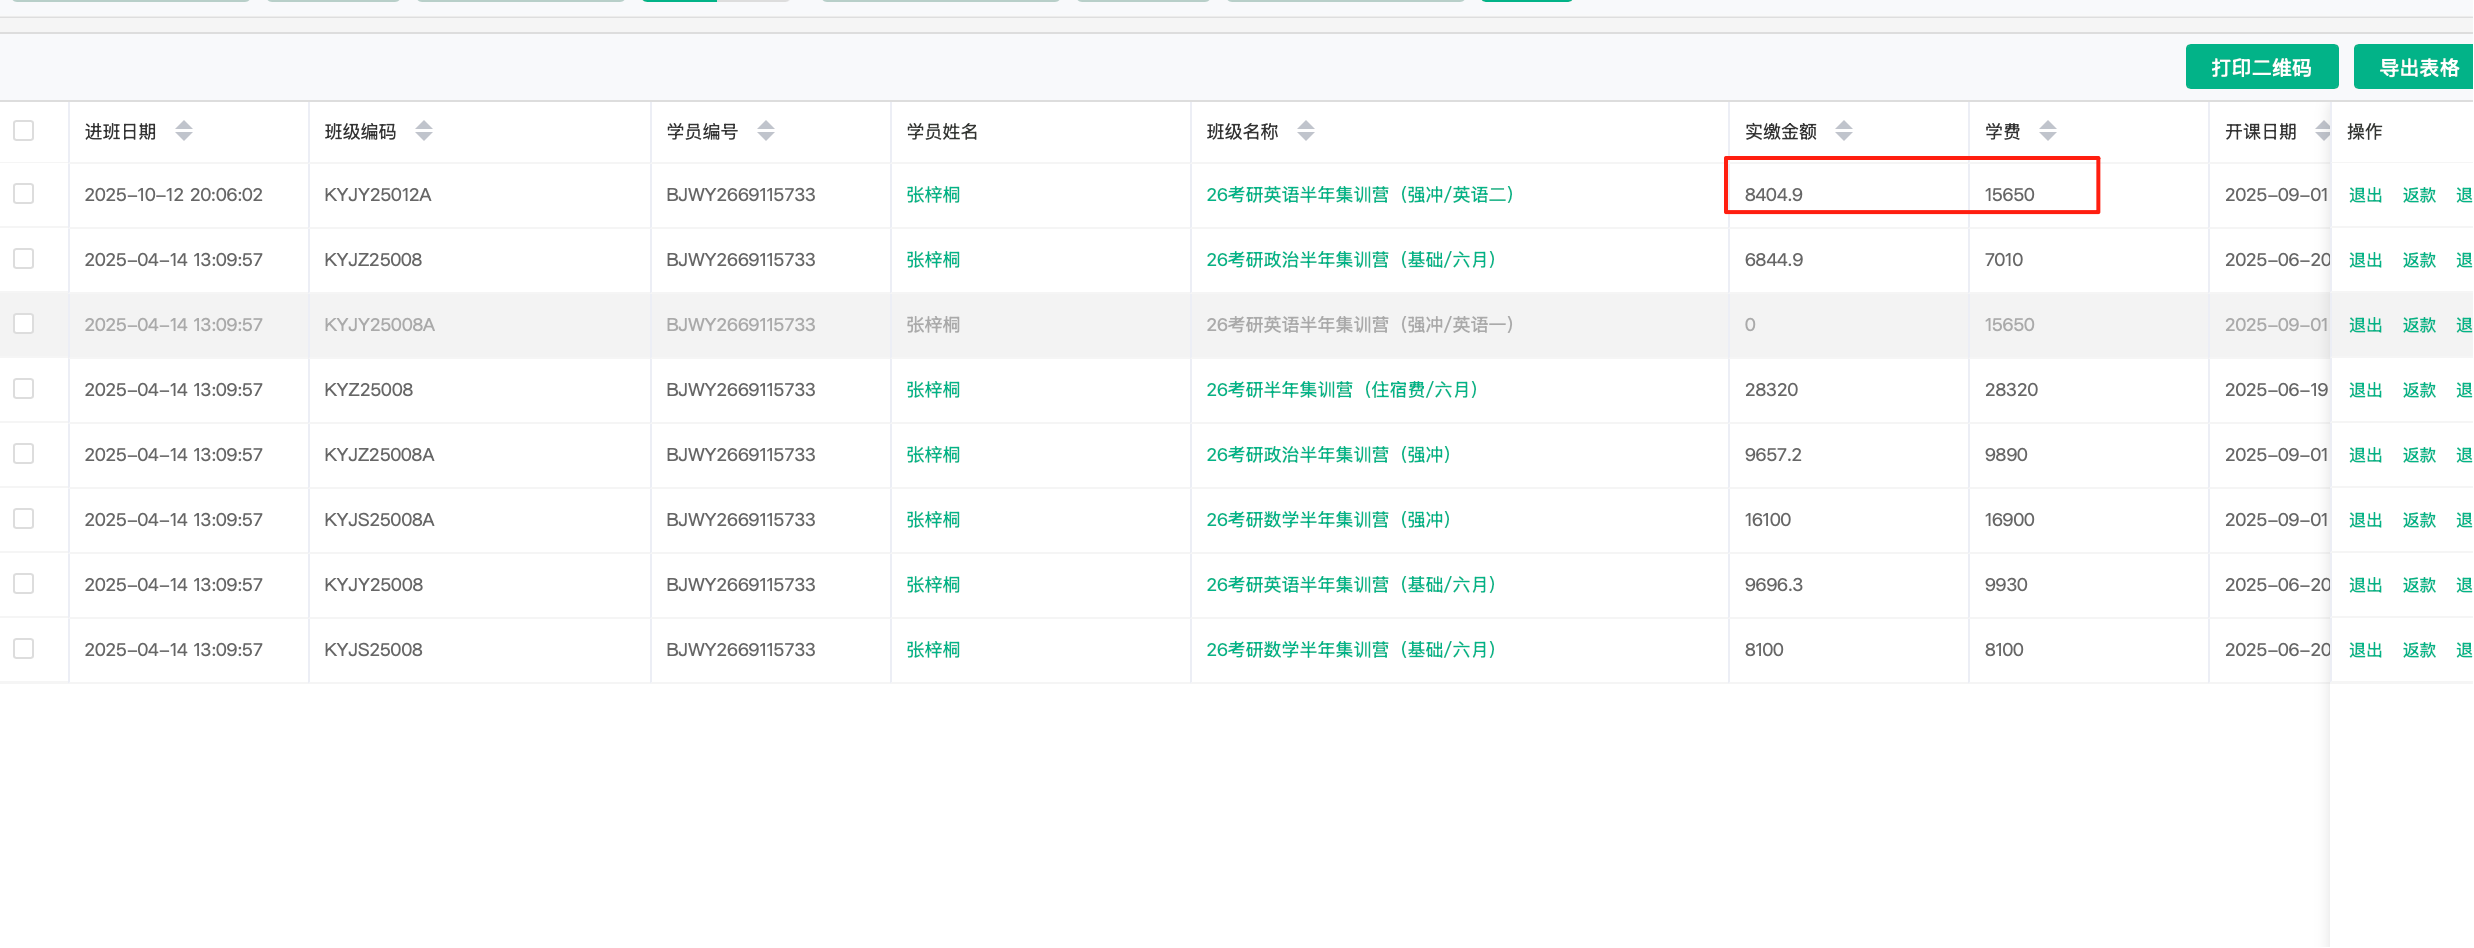 打印二维码 导出表格
进班日期 班级编码 学员编号 学员姓名 班级名称 实缴金额 学费 开课日期 操作
2025-10-12 20:06:02 KYJY25012A BJWY2669115733 张梓桐 26考研英语半年集训营（强冲/英语二） 8404.9 15650 2025-09-01 退出 返款 退
2025-04-14 13:09:57 KYJZ25008 BJWY2669115733 张梓桐 26考研政治半年集训营（基础/六月） 6844.9 7010 2025-06-20 退出 返款 退
2025-04-14 13:09:57 KYJY25008A BJWY2669115733 张梓桐 26考研英语半年集训营（强冲/英语一） 0 15650 2025-09-01 退出 返款 退
2025-04-14 13:09:57 KYZ25008 BJWY2669115733 张梓桐 26考研半年集训营（住宿费/六月） 28320 28320 2025-06-19 退出 返款 退
2025-04-14 13:09:57 KYJZ25008A BJWY2669115733 张梓桐 26考研政治半年集训营（强冲） 9657.2 9890 2025-09-01 退出 返款 退
2025-04-14 13:09:57 KYJS25008A BJWY2669115733 张梓桐 26考研数学半年集训营（强冲） 16100 16900 2025-09-01 退出 返款 退
2025-04-14 13:09:57 KYJY25008 BJWY2669115733 张梓桐 26考研英语半年集训营（基础/六月） 9696.3 9930 2025-06-20 退出 返款 退
2025-04-14 13:09:57 KYJS25008 BJWY2669115733 张梓桐 26考研数学半年集训营（基础/六月） 8100 8100 2025-06-20 退出 返款 退